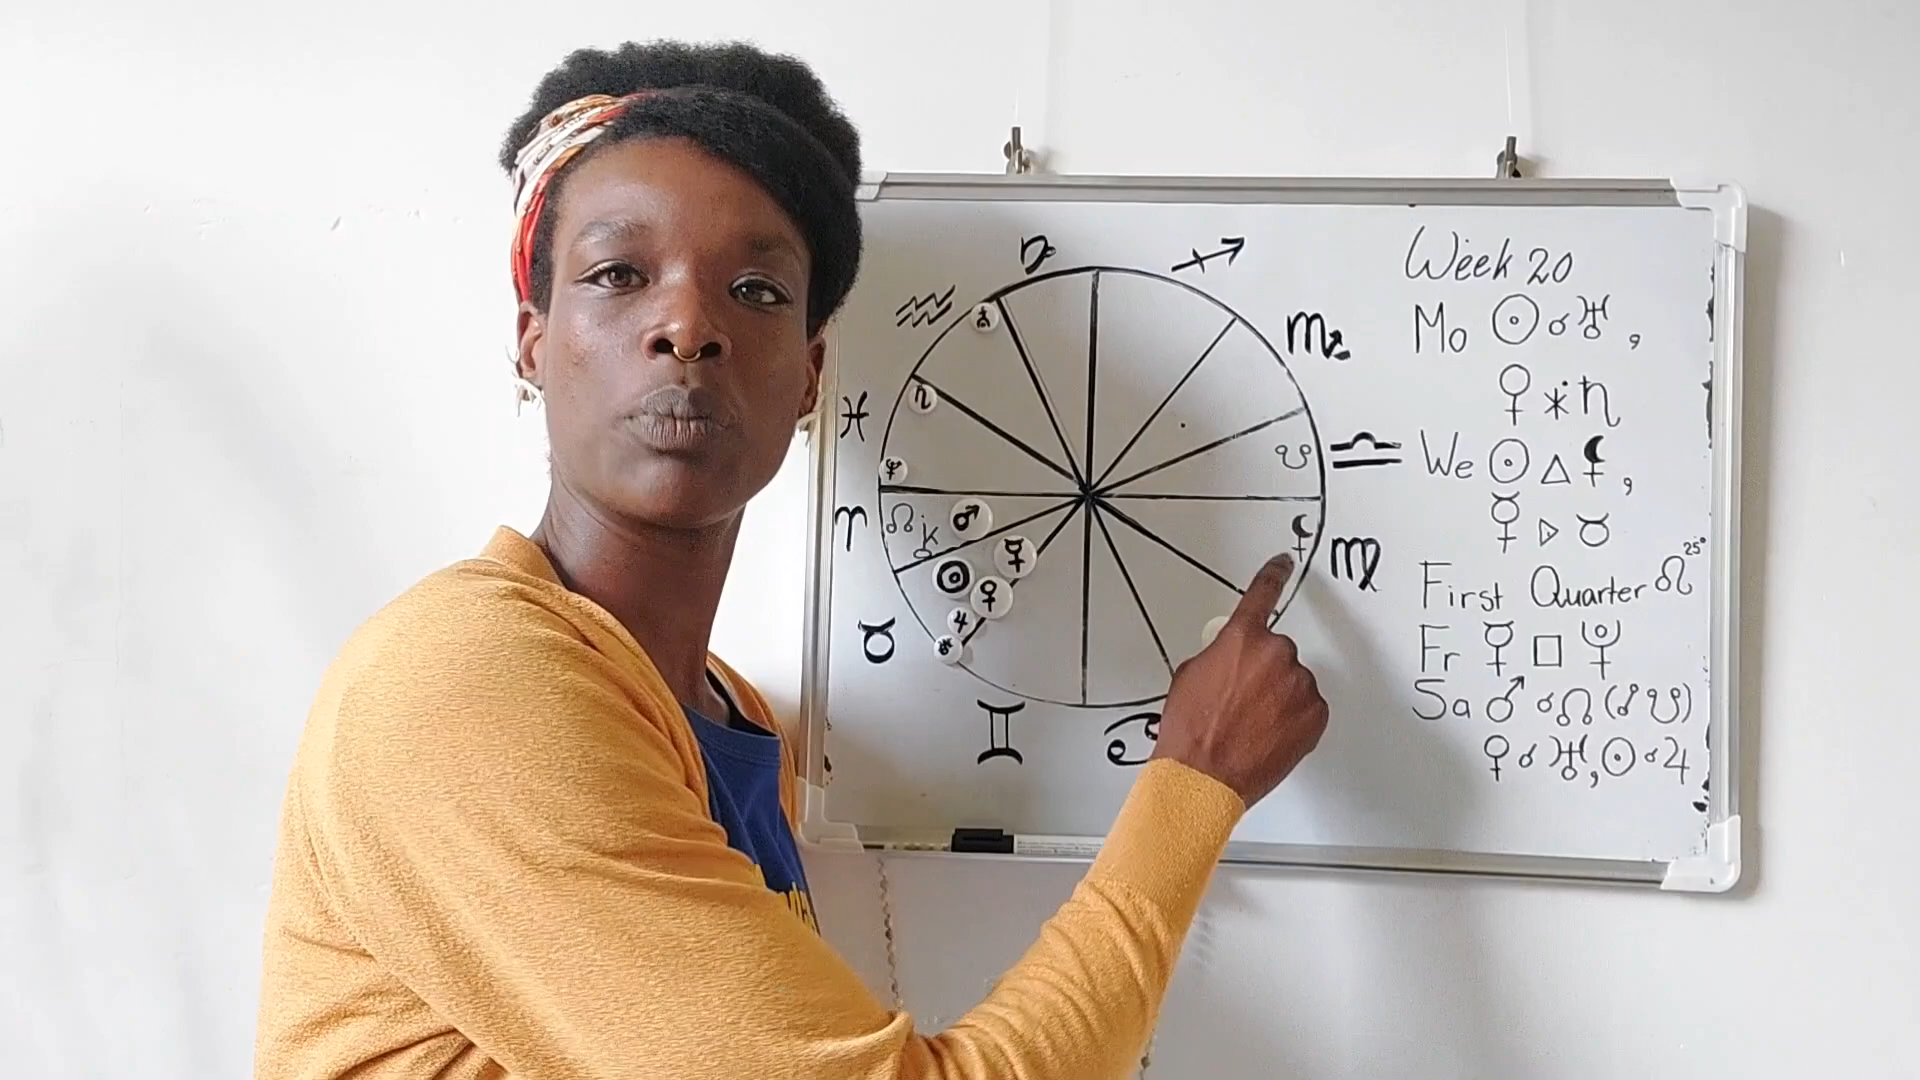 Week 20
Mo ☉ ☌ ♅,
♀ ⚹ ♄
We ☉ △ ⚸,
☿ ▷ ♉
First Quarter ♌ 25°
Fr ☿ □ ♇
Sa ♂ ☌ ☊ (☍ ☋)
♀ ☌ ♅, ☉ ☌ ♃
♑ ♐
♒ ♏
♄
♓ ♎
♆ ☋
♈ ☊ k ♂ ⚸ ♍
☿
☉ ♀
♃
♉ ♅
♊ ♋